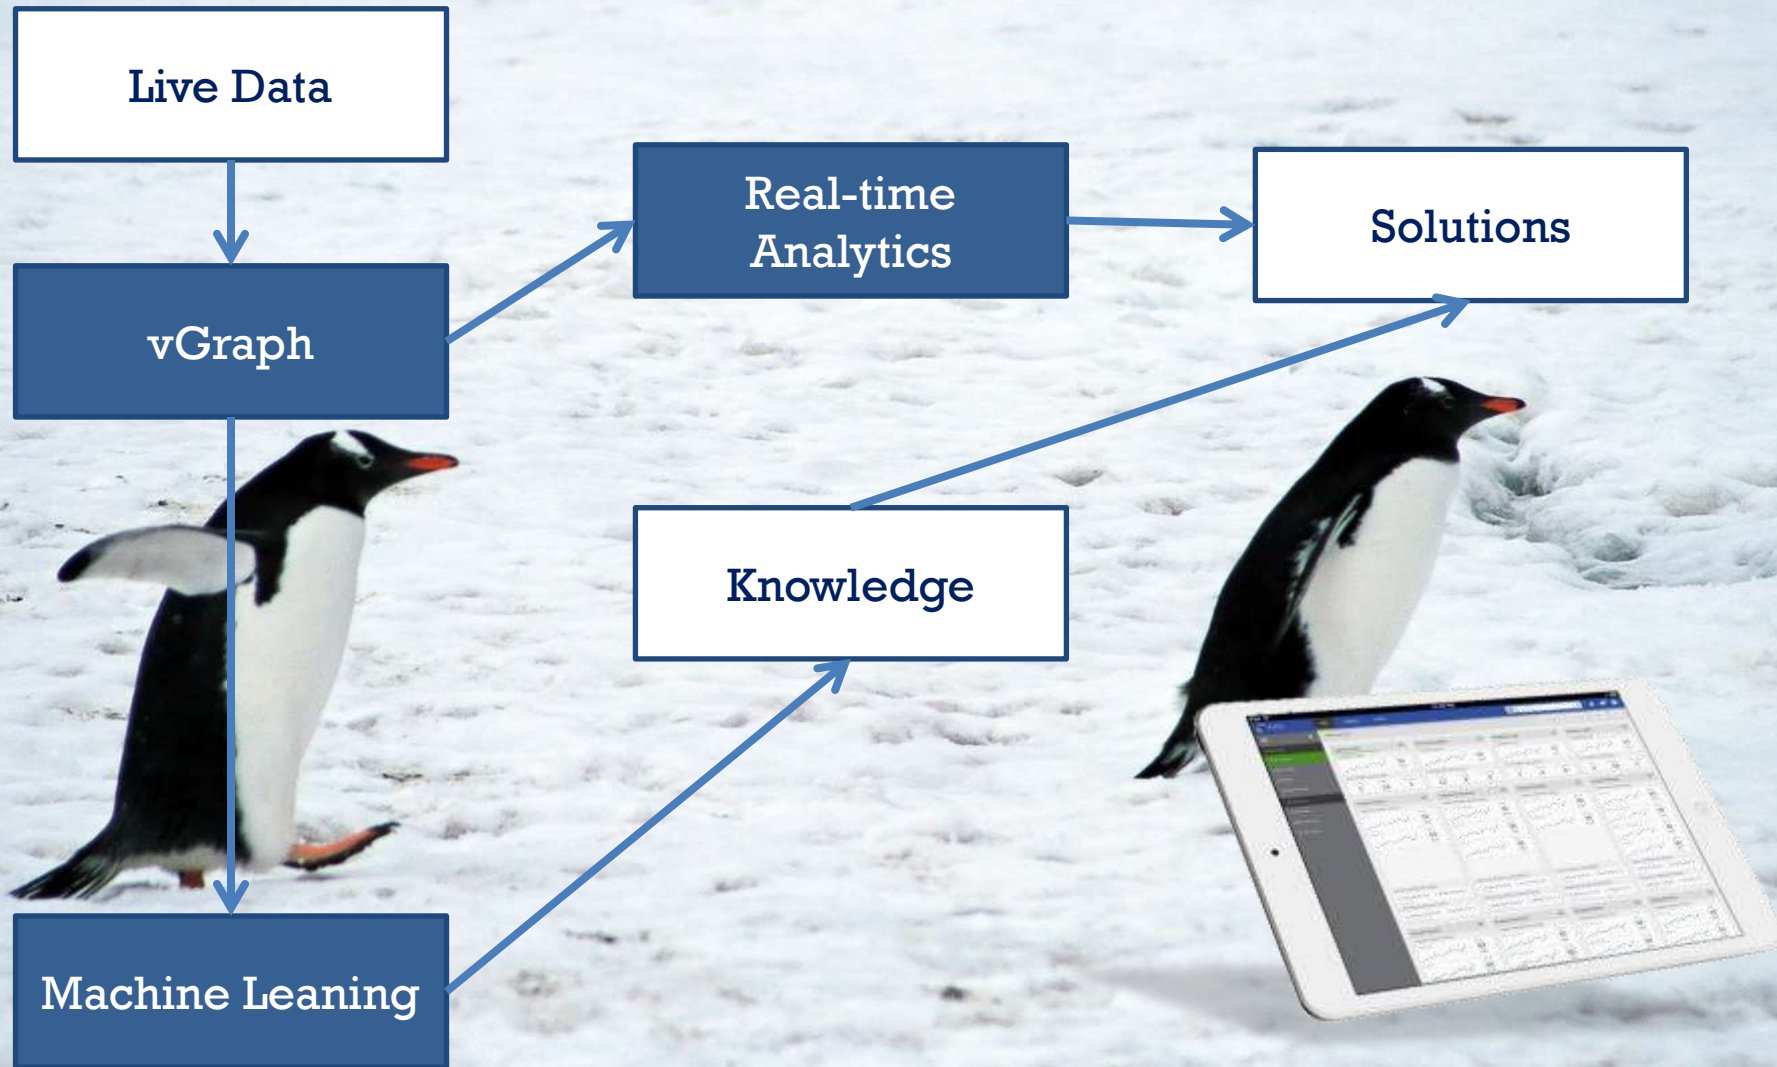 Live Data
Real-time
Analytics
Solutions
vGraph
Knowledge
Machine Leaning